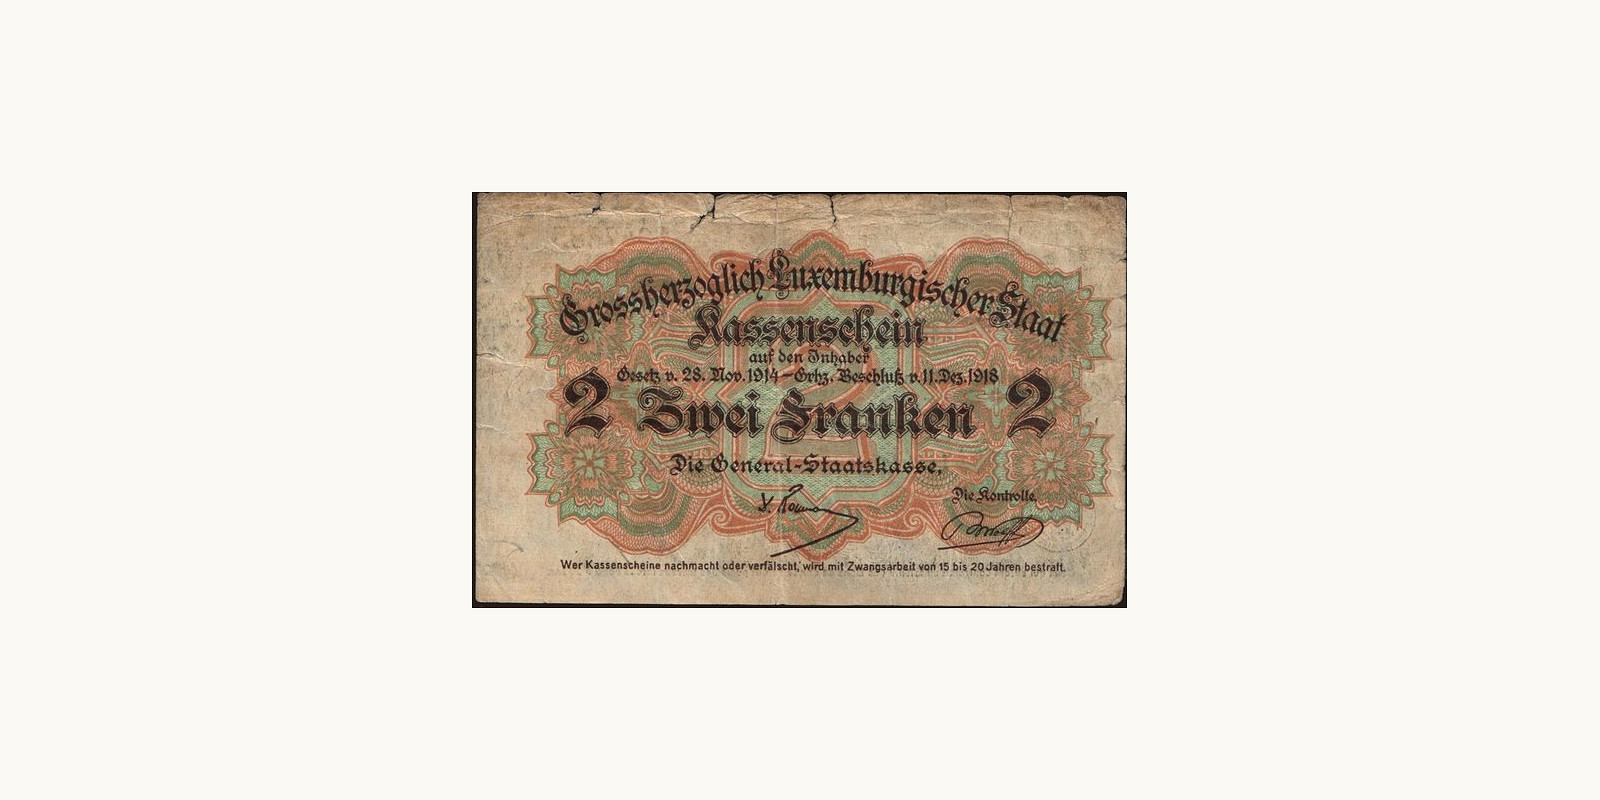 Grossherzoglich Luxemburgischer Staat
Kassenschein
auf den Inhaber
Gesetz v. 28. Nov. 1914 – Grhz. Beschluß v. 11. Dez. 1918
2 Zwei Franken 2
Die General-Staatskasse,
Die Kontrolle.
Wer Kassenscheine nachmacht oder verfälscht, wird mit Zwangsarbeit von 15 bis 20 Jahren bestraft.